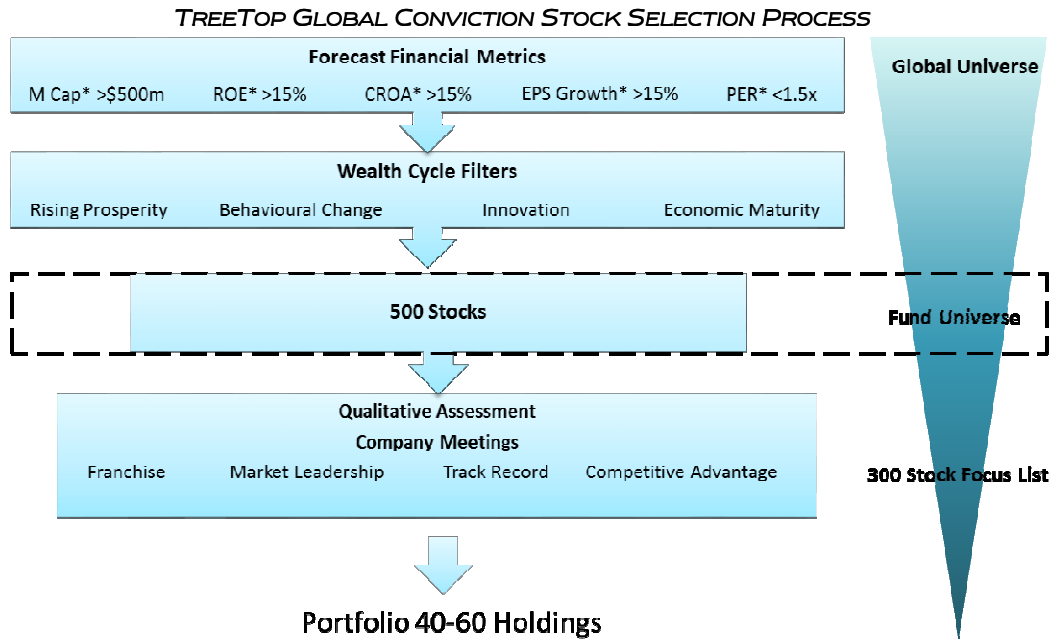 TREETOP GLOBAL CONVICTION STOCK SELECTION PROCESS
Forecast Financial Metrics
Global Universe
M Cap* >$500m ROE* >15% CROA* >15% EPS Growth* >15% PER* <1.5x
Wealth Cycle Filters
Rising Prosperity Behavioural Change Innovation Economic Maturity
500 Stocks
Fund Universe
Qualitative Assessment
Company Meetings
Franchise Market Leadership Track Record Competitive Advantage
300 Stock Focus List
Portfolio 40-60 Holdings